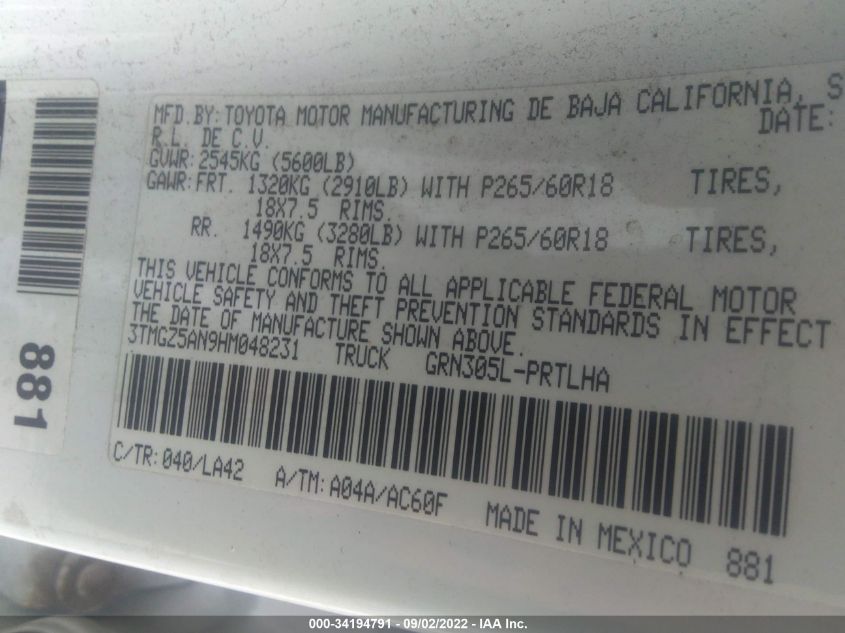 MFD.BY:TOYOTA MOTOR MANUFACTURING DE BAJA CALIFORNIA, S
R.L. DE C.V. DATE:
GVWR:2545KG (5600LB)
GAWR:FRT. 1320KG (2910LB) WITH P265/60R18 TIRES,
18X7.5 RIMS.
RR. 1490KG (3280LB) WITH P265/60R18 TIRES,
18X7.5 RIMS.
THIS VEHICLE CONFORMS TO ALL APPLICABLE FEDERAL MOTOR
VEHICLE SAFETY AND THEFT PREVENTION STANDARDS IN EFFECT
THE DATE OF MANUFACTURE SHOWN ABOVE.
3TMGZ5AN9HM048231 TRUCK GRN305L-PRTLHA
C/TR:040/LA42 A/TM:A04A/AC60F MADE IN MEXICO 881
881
000-34194791 - 09/02/2022 - IAA Inc.